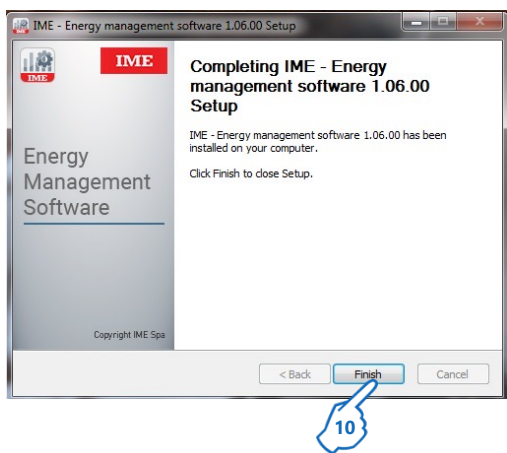 IME - Energy management software 1.06.00 Setup
IME
IME
Completing IME - Energy
management software 1.06.00
Setup
IME - Energy management software 1.06.00 has been
installed on your computer.
Click Finish to close Setup.
Energy
Management
Software
Copyright IME Spa
< Back
Finish
Cancel
10